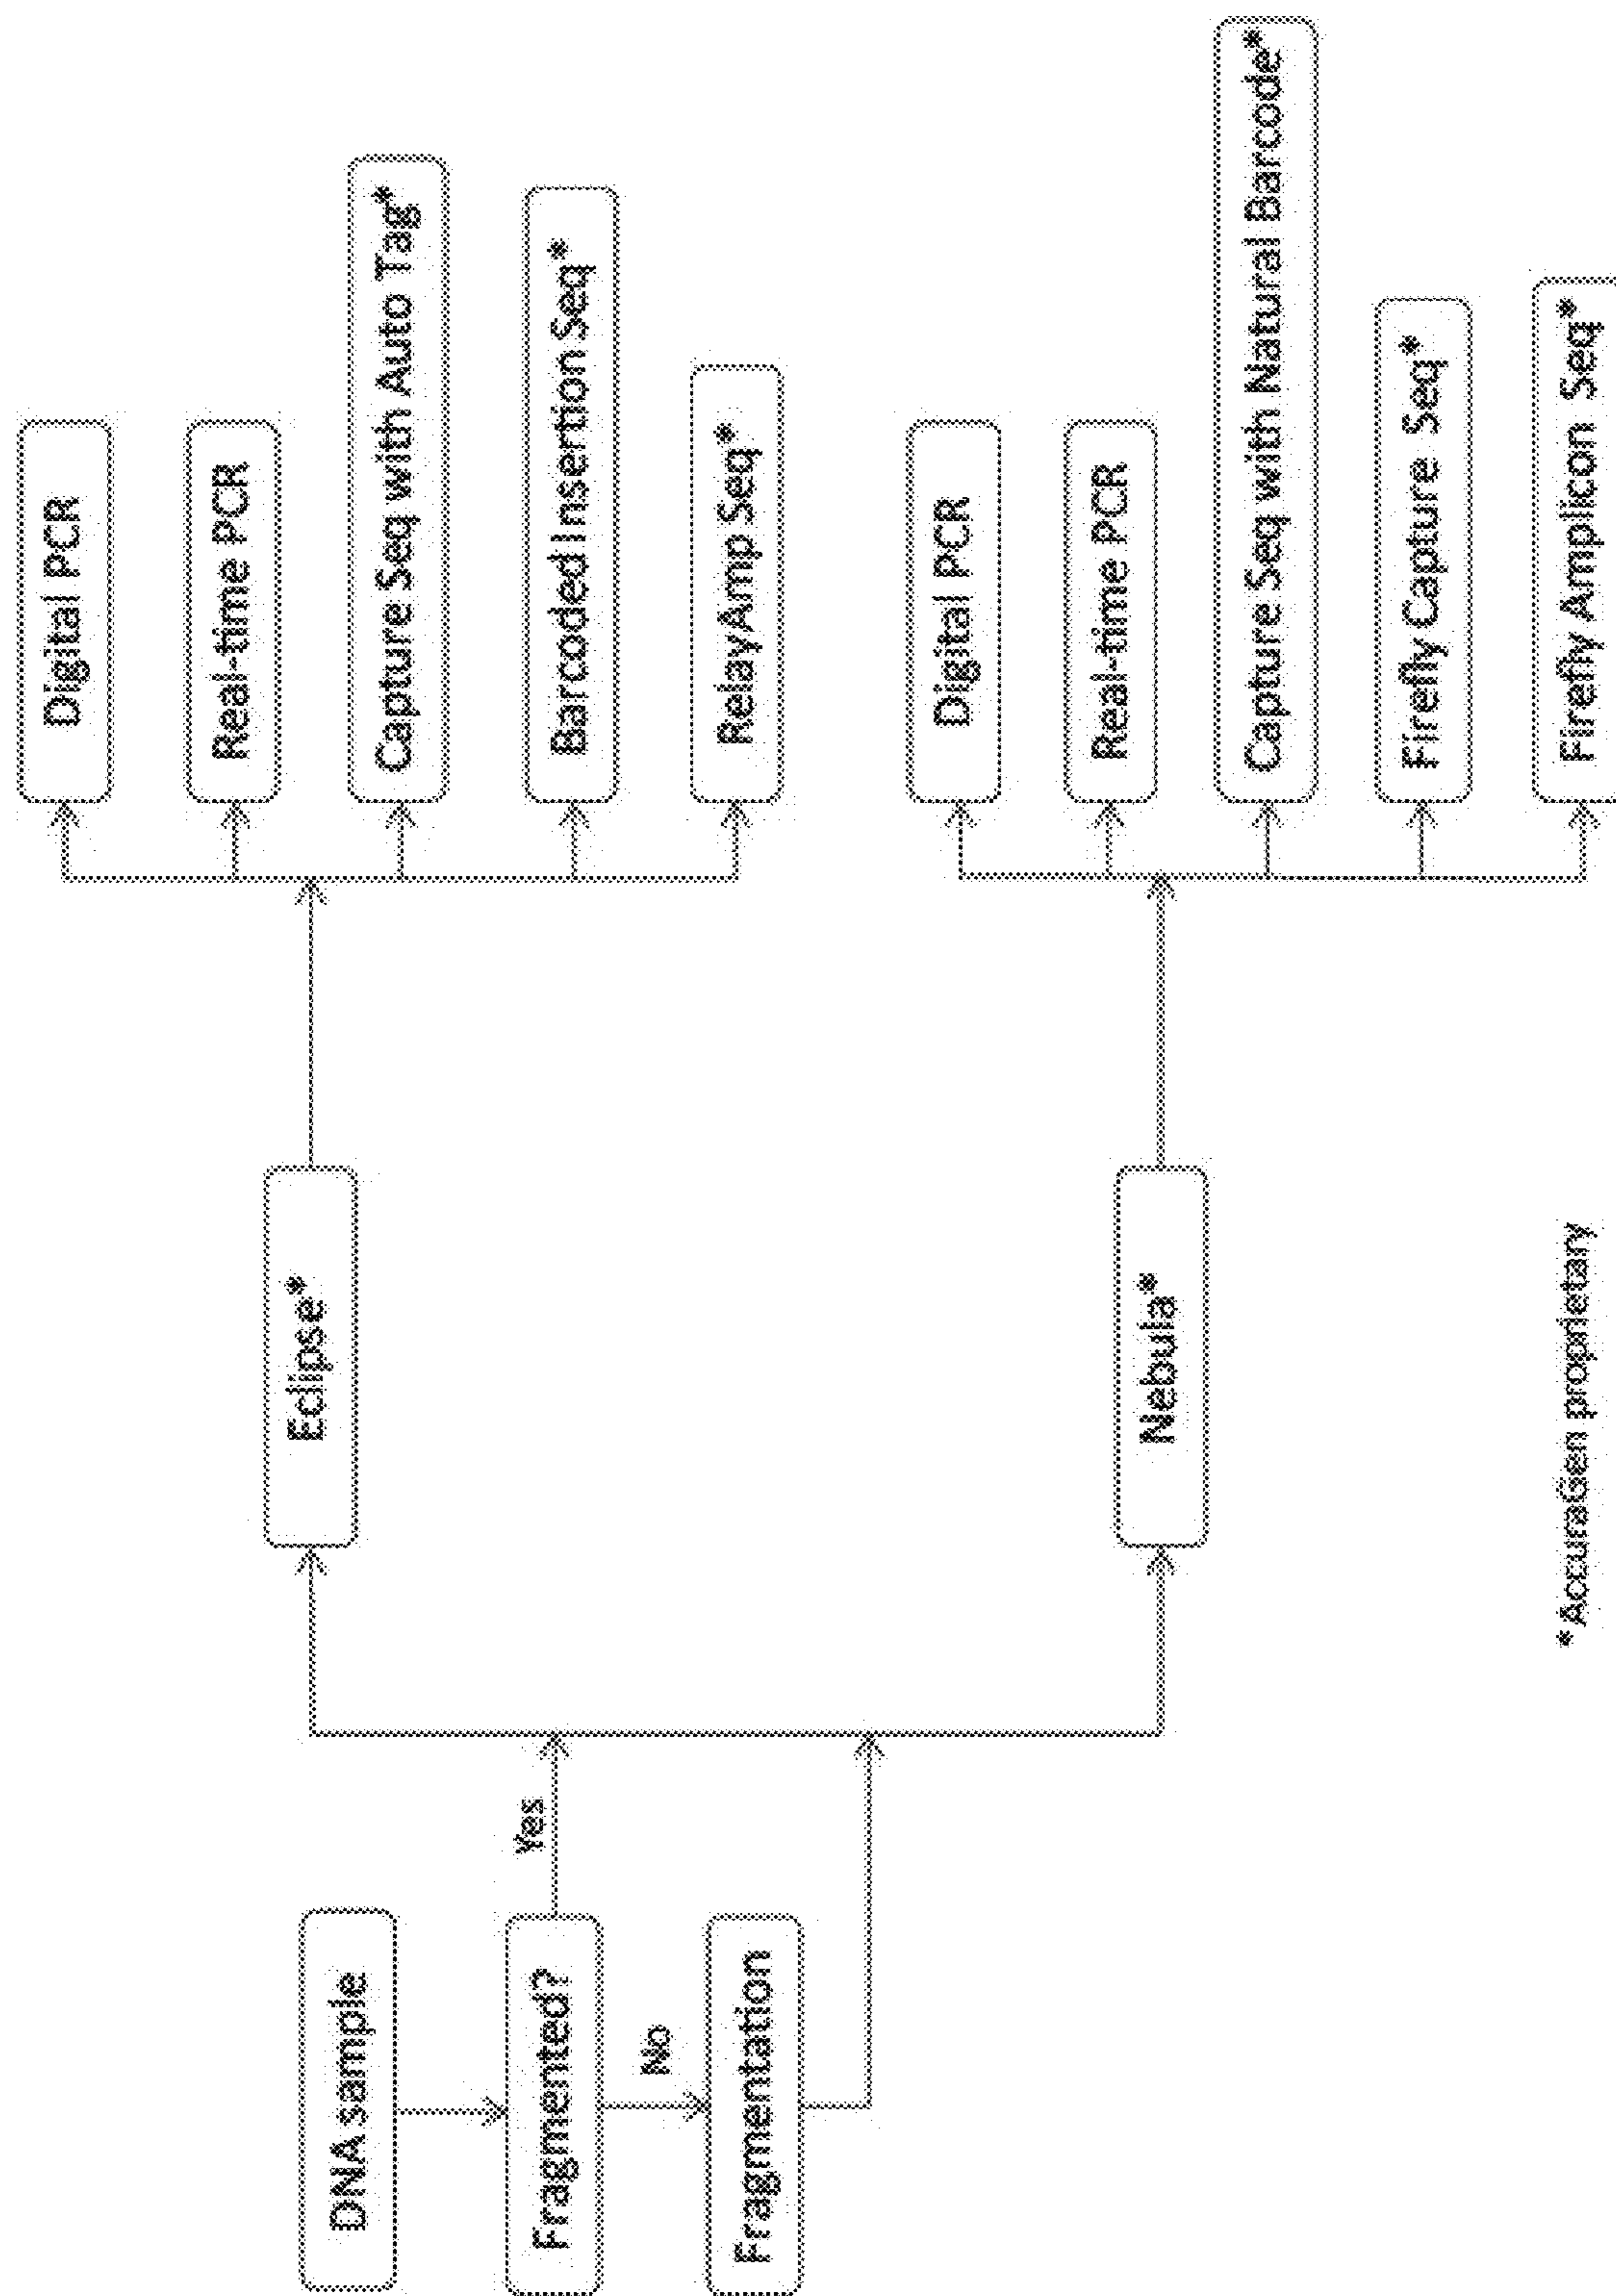 DNA sample
Fragmented?
Yes
No
Fragmentation
Eclipse*
Nebula*
Digital PCR
Real-time PCR
Capture Seq with Auto Tag*
Barcoded Insertion Seq*
RelayAmp Seq*
Digital PCR
Real-time PCR
Capture Seq with Natural Barcode*
Firefly Capture Seq*
Firefly Amplicon Seq*
*AccuraGen proprietary